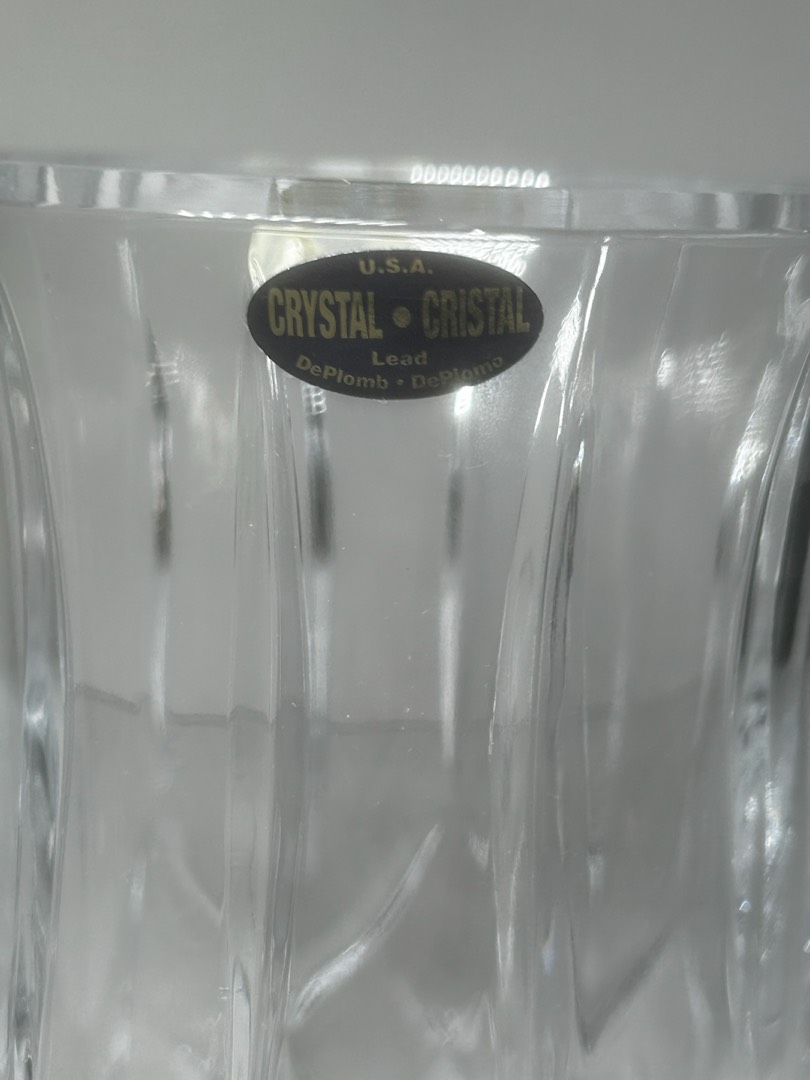 U.S.A.
CRYSTAL • CRISTAL
Lead
DePlomb • DePlomo